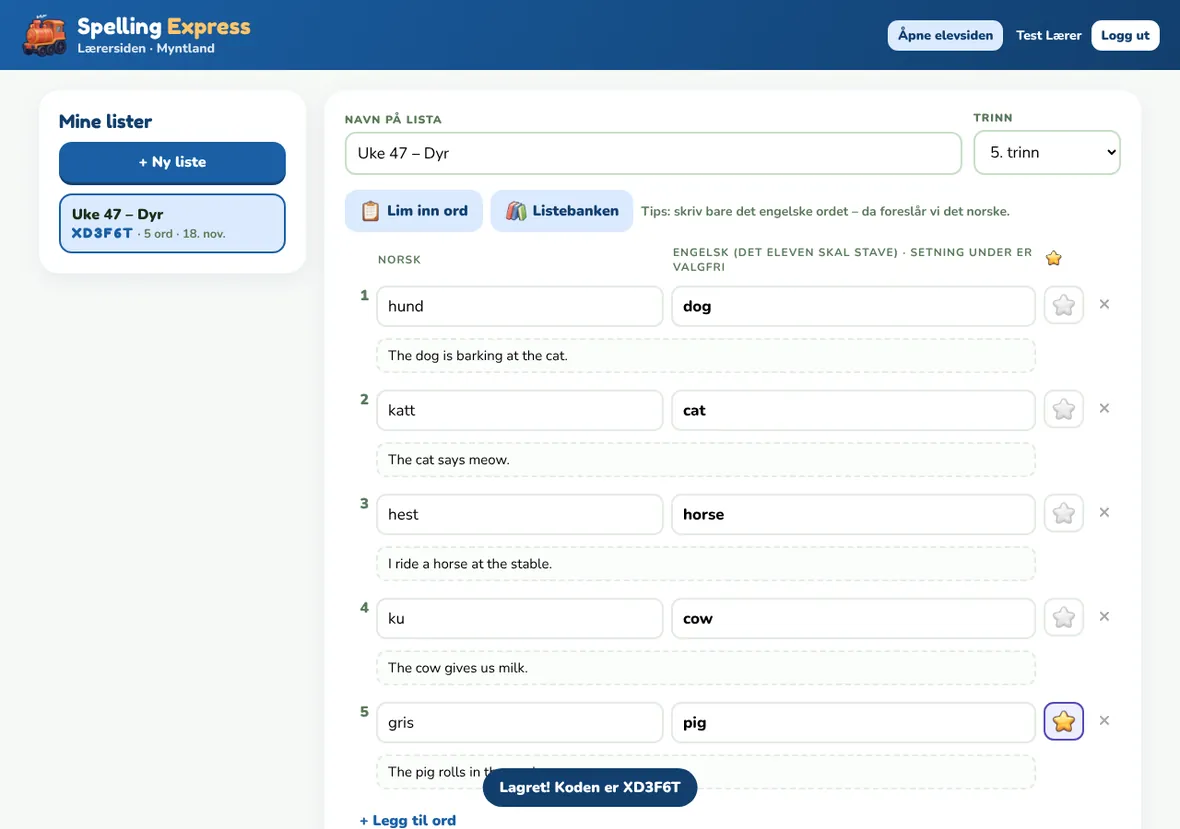 Spelling Express
Lærersiden · Myntland
Åpne elevsiden
Test Lærer
Logg ut
Mine lister
+ Ny liste
Uke 47 – Dyr
XD3F6T · 5 ord · 18. nov.
NAVN PÅ LISTA
Uke 47 – Dyr
TRINN
5. trinn
Lim inn ord
Listebanken
Tips: skriv bare det engelske ordet – da foreslår vi det norske.
NORSK
ENGELSK (DET ELEVEN SKAL STAVE) · SETNING UNDER ER
VALGFRI
1 hund dog ×
The dog is barking at the cat.
2 katt cat ×
The cat says meow.
3 hest horse ×
I ride a horse at the stable.
4 ku cow ×
The cow gives us milk.
5 gris pig ×
The pig rolls in
Lagret! Koden er XD3F6T
+ Legg til ord